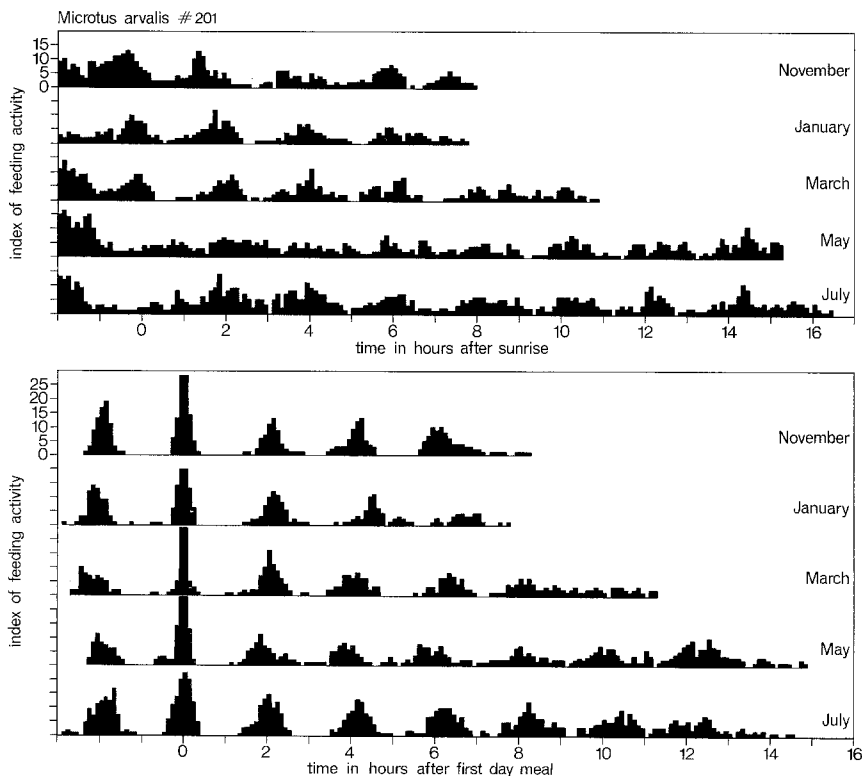 Microtus arvalis #201
index of feeding activity
15
10
5
0
November
January
March
May
July
0 2 4 6 8 10 12 14 16
time in hours after sunrise
index of feeding activity
25
20
15
10
5
0
November
January
March
May
July
0 2 4 6 8 10 12 14 16
time in hours after first day meal